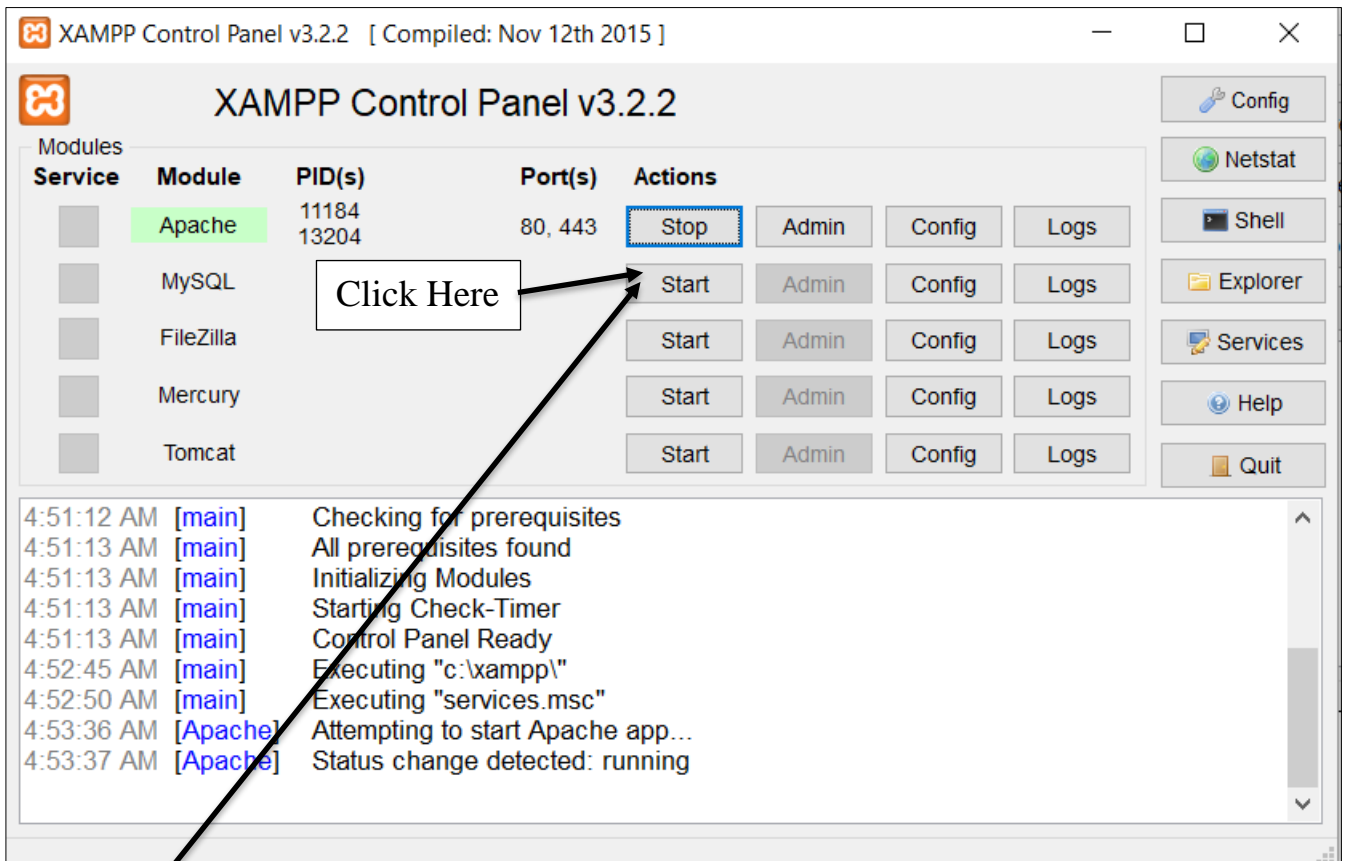 XAMPP Control Panel v3.2.2 [ Compiled: Nov 12th 2015 ]
XAMPP Control Panel v3.2.2
Config
Modules
Service Module PID(s) Port(s) Actions
Netstat
Apache 11184 13204 80, 443 Stop Admin Config Logs
Shell
MySQL Start Admin Config Logs
Click Here
Explorer
FileZilla Start Admin Config Logs
Services
Mercury Start Admin Config Logs
Help
Tomcat Start Admin Config Logs
Quit
4:51:12 AM [main] Checking for prerequisites
4:51:13 AM [main] All prerequisites found
4:51:13 AM [main] Initializing Modules
4:51:13 AM [main] Starting Check-Timer
4:51:13 AM [main] Control Panel Ready
4:52:45 AM [main] Executing "c:\xampp\"
4:52:50 AM [main] Executing "services.msc"
4:53:36 AM [Apache] Attempting to start Apache app...
4:53:37 AM [Apache] Status change detected: running